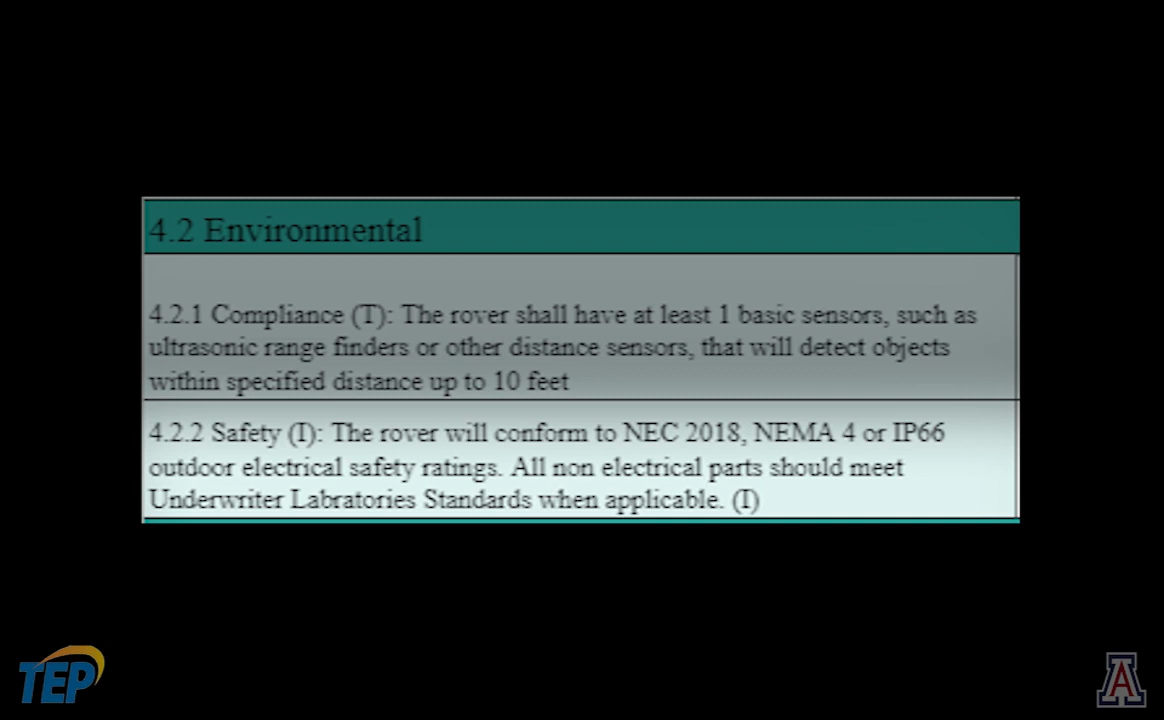 4.2 Environmental
4.2.1 Compliance (T): The rover shall have at least 1 basic sensors, such as
ultrasonic range finders or other distance sensors, that will detect objects
within specified distance up to 10 feet
4.2.2 Safety (I): The rover will conform to NEC 2018, NEMA 4 or IP66
outdoor electrical safety ratings. All non electrical parts should meet
Underwriter Labratories Standards when applicable. (I)
TEP
A